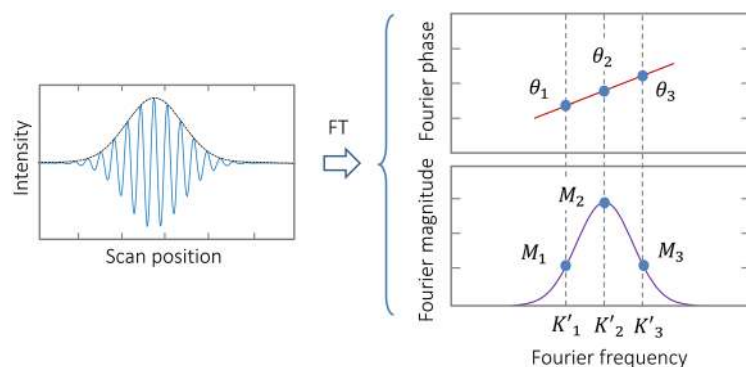 Intensity
Scan position
FT
Fourier phase
θ₁
θ₂
θ₃
Fourier magnitude
M₁
M₂
M₃
K'₁ K'₂ K'₃
Fourier frequency